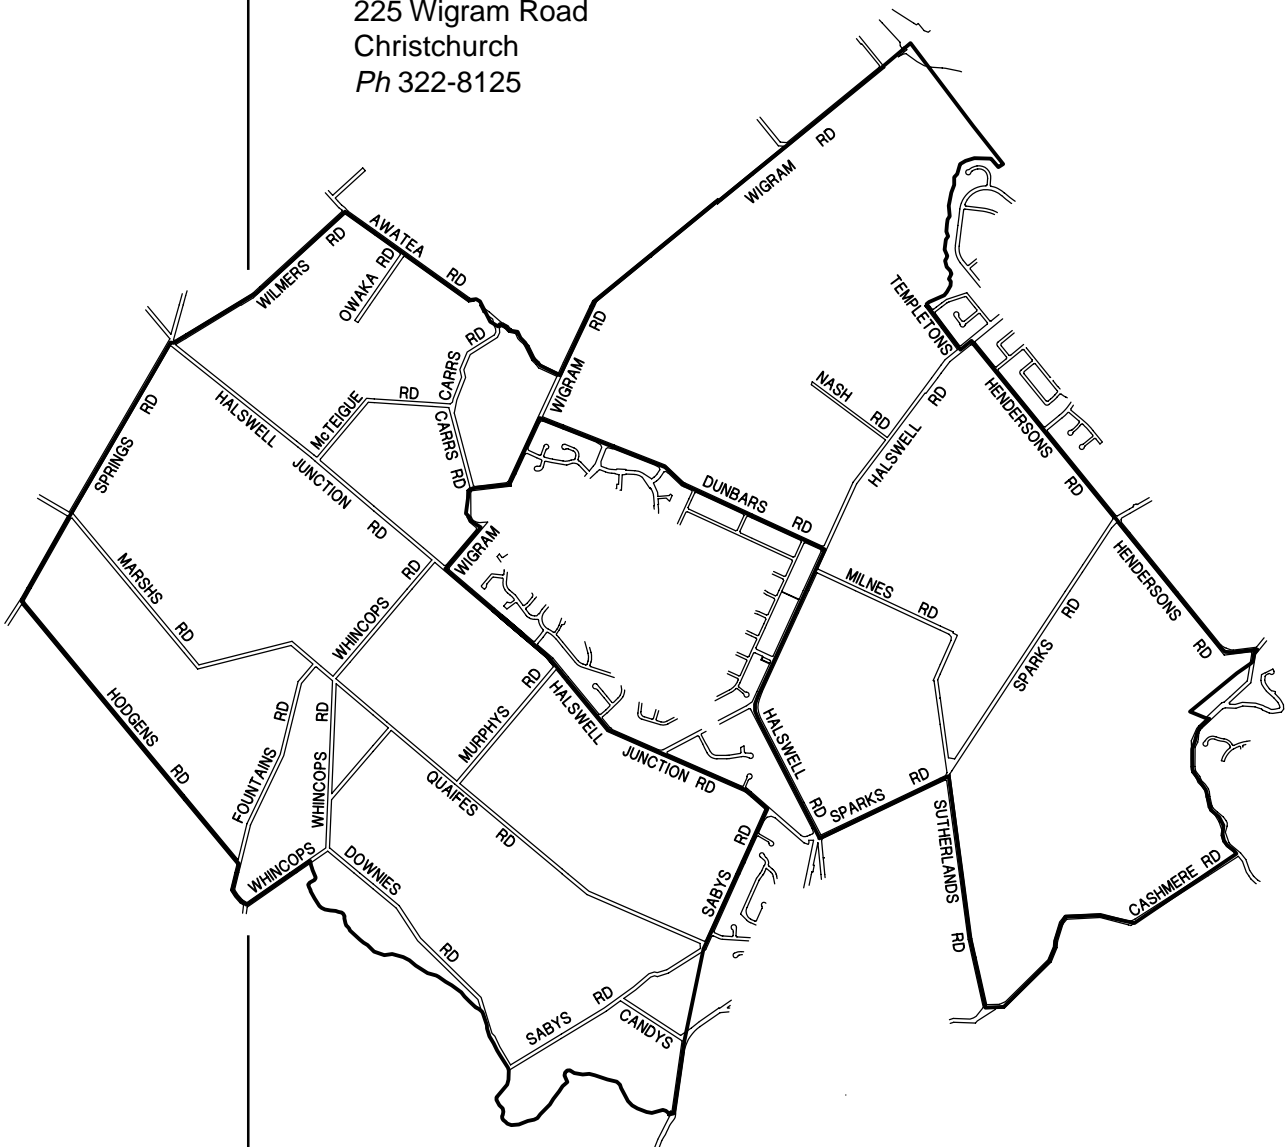 225 Wigram Road
Christchurch
Ph 322-8125
WIGRAM RD
AWATEA RD
WILMERS RD
OWAKA RD
TEMPLETONS
WIGRAM RD
CARRS RD
McTEIGUE RD
CARRS RD
NASH RD
HALSWELL RD
HENDERSONS RD
HALSWELL JUNCTION RD
SPRINGS RD
DUNBARS RD
WIGRAM
MARSHS RD
WHINCOPS RD
MILNES RD
HENDERSONS RD
SPARKS RD
HODGENS RD
FOUNTAINS RD
WHINCOPS RD
MURPHYS RD
HALSWELL JUNCTION RD
HALSWELL RD
QUAIFES RD
SPARKS RD
SUTHERLANDS RD
WHINCOPS
DOWNIES RD
SABYS RD
CASHMERE RD
SABYS RD
CANDYS